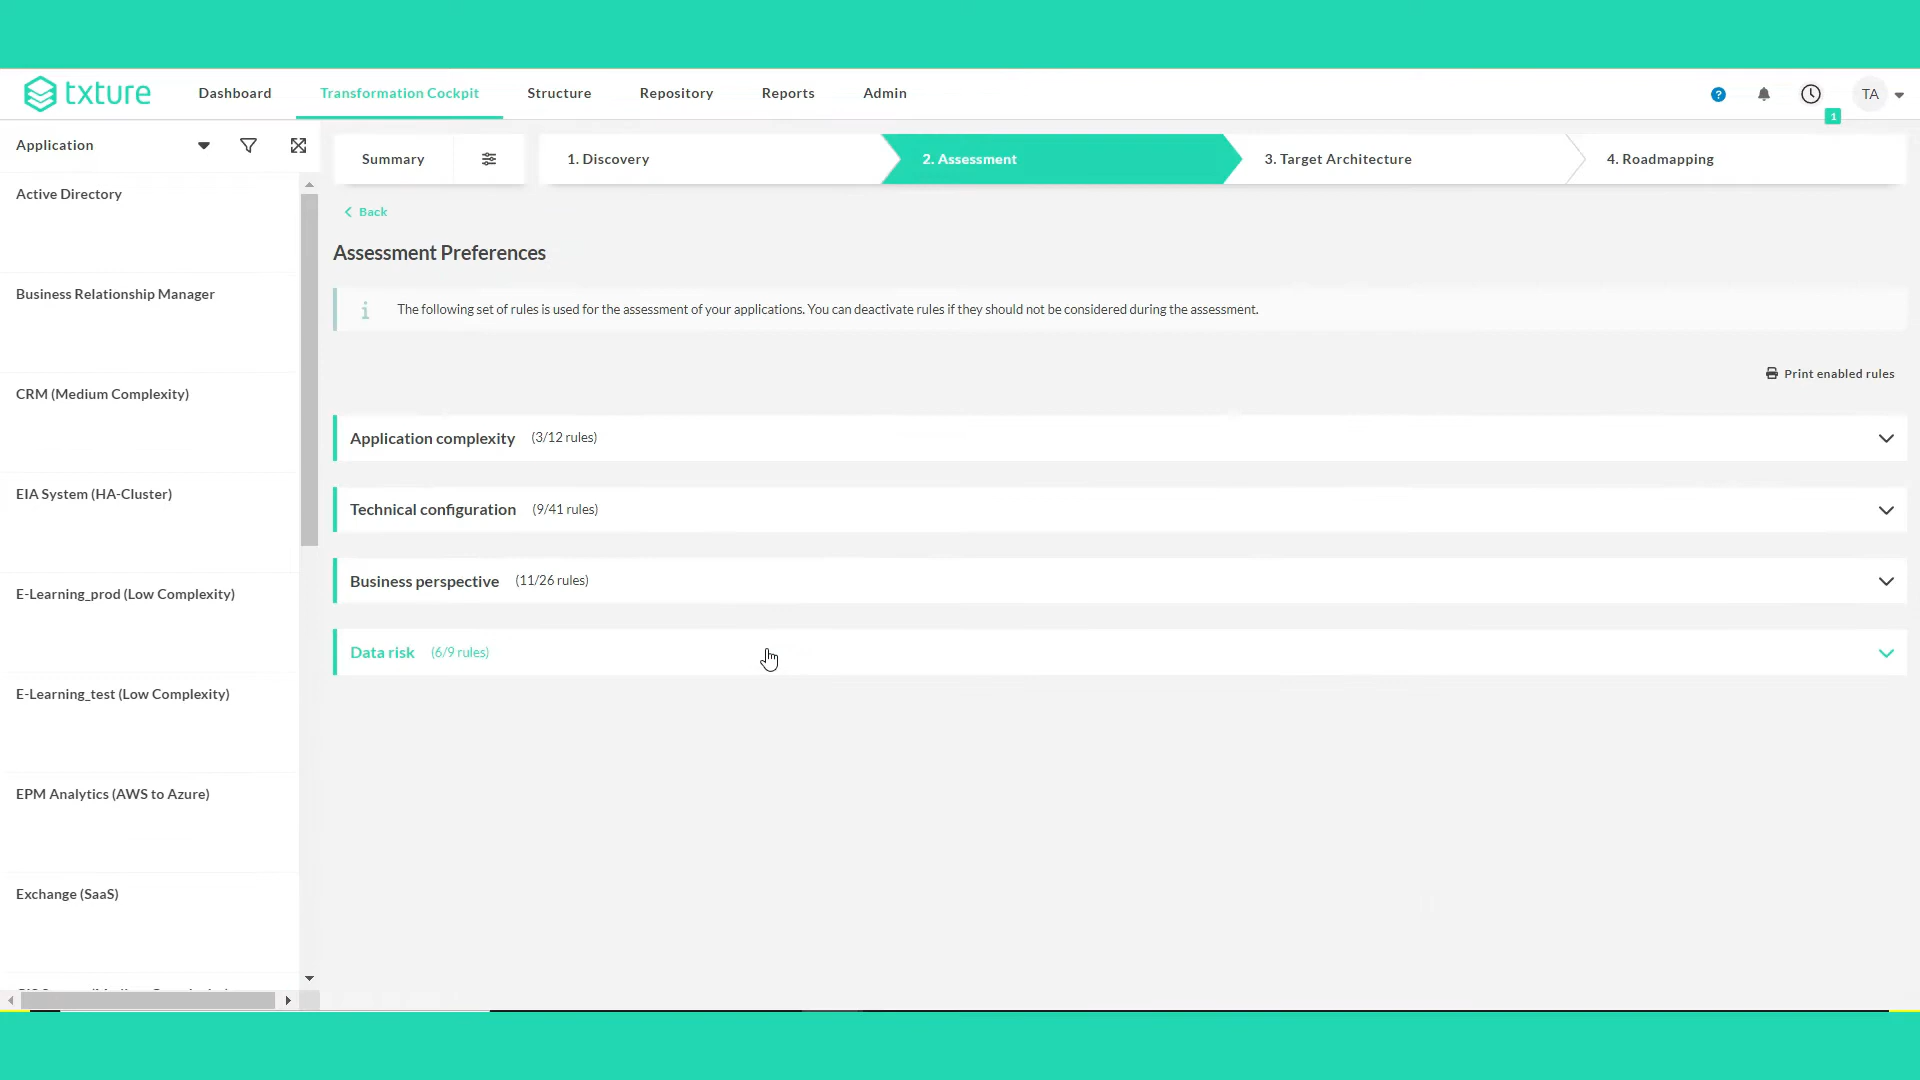 txture
Dashboard
Transformation Cockpit
Structure
Repository
Reports
Admin
?
1
TA
Application
Active Directory
Business Relationship Manager
CRM (Medium Complexity)
EIA System (HA-Cluster)
E-Learning_prod (Low Complexity)
E-Learning_test (Low Complexity)
EPM Analytics (AWS to Azure)
Exchange (SaaS)
Summary
1. Discovery
2. Assessment
3. Target Architecture
4. Roadmapping
Back
Assessment Preferences
i The following set of rules is used for the assessment of your applications. You can deactivate rules if they should not be considered during the assessment.
Print enabled rules
Application complexity (3/12 rules)
Technical configuration (9/41 rules)
Business perspective (11/26 rules)
Data risk (6/9 rules)